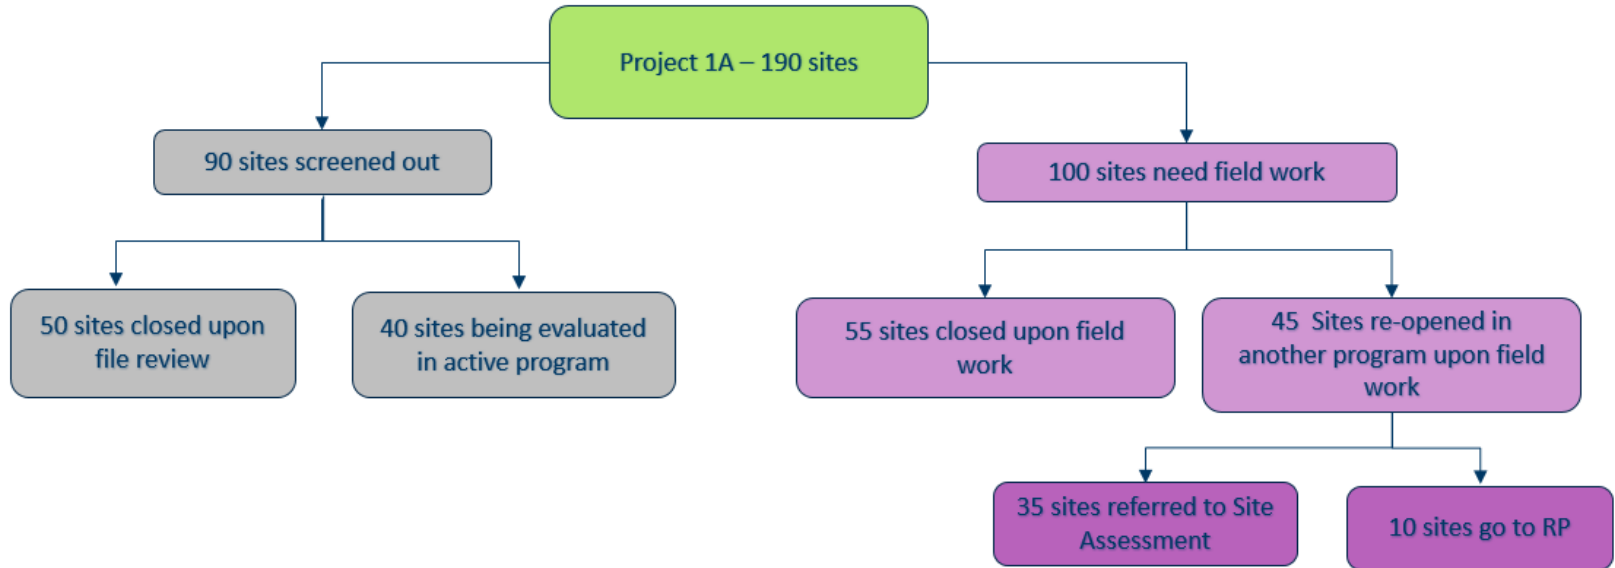 Project 1A – 190 sites
90 sites screened out
100 sites need field work
50 sites closed upon
file review
40 sites being evaluated
in active program
55 sites closed upon field
work
45  Sites re-opened in
another program upon field
work
35 sites referred to Site
Assessment
10 sites go to RP